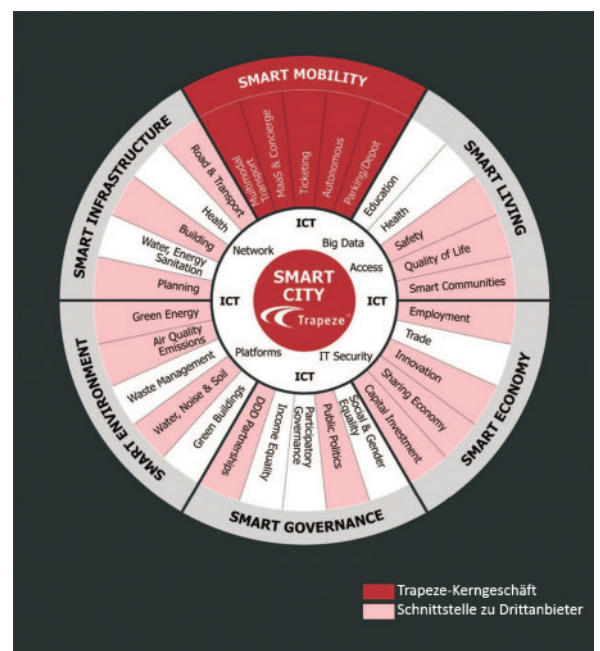 SMART MOBILITY
Multimodal
Transport
MaaS & Concierge
Ticketing
Autonomous
Parking/Depot
SMART LIVING
Education
Health
Safety
Quality of Life
Smart Communities
SMART ECONOMY
Employment
Trade
Innovation
Sharing Economy
Capital Investment
SMART GOVERNANCE
Social & Gender
Equality
Public Politics
Participatory
Governance
Income Equality
DDD Partnerships
SMART ENVIRONMENT
Green Buildings
Water, Noise & Soil
Waste Management
Air Quality
Emissions
Green Energy
SMART INFRASTRUCTURE
Planning
Water, Energy
Sanitation
Building
Health
Road & Transport
ICT
Big Data
Access
ICT
IT Security
ICT
Platforms
ICT
Network
SMART
CITY
Trapeze
Trapeze-Kerngeschäft
Schnittstelle zu Drittanbieter